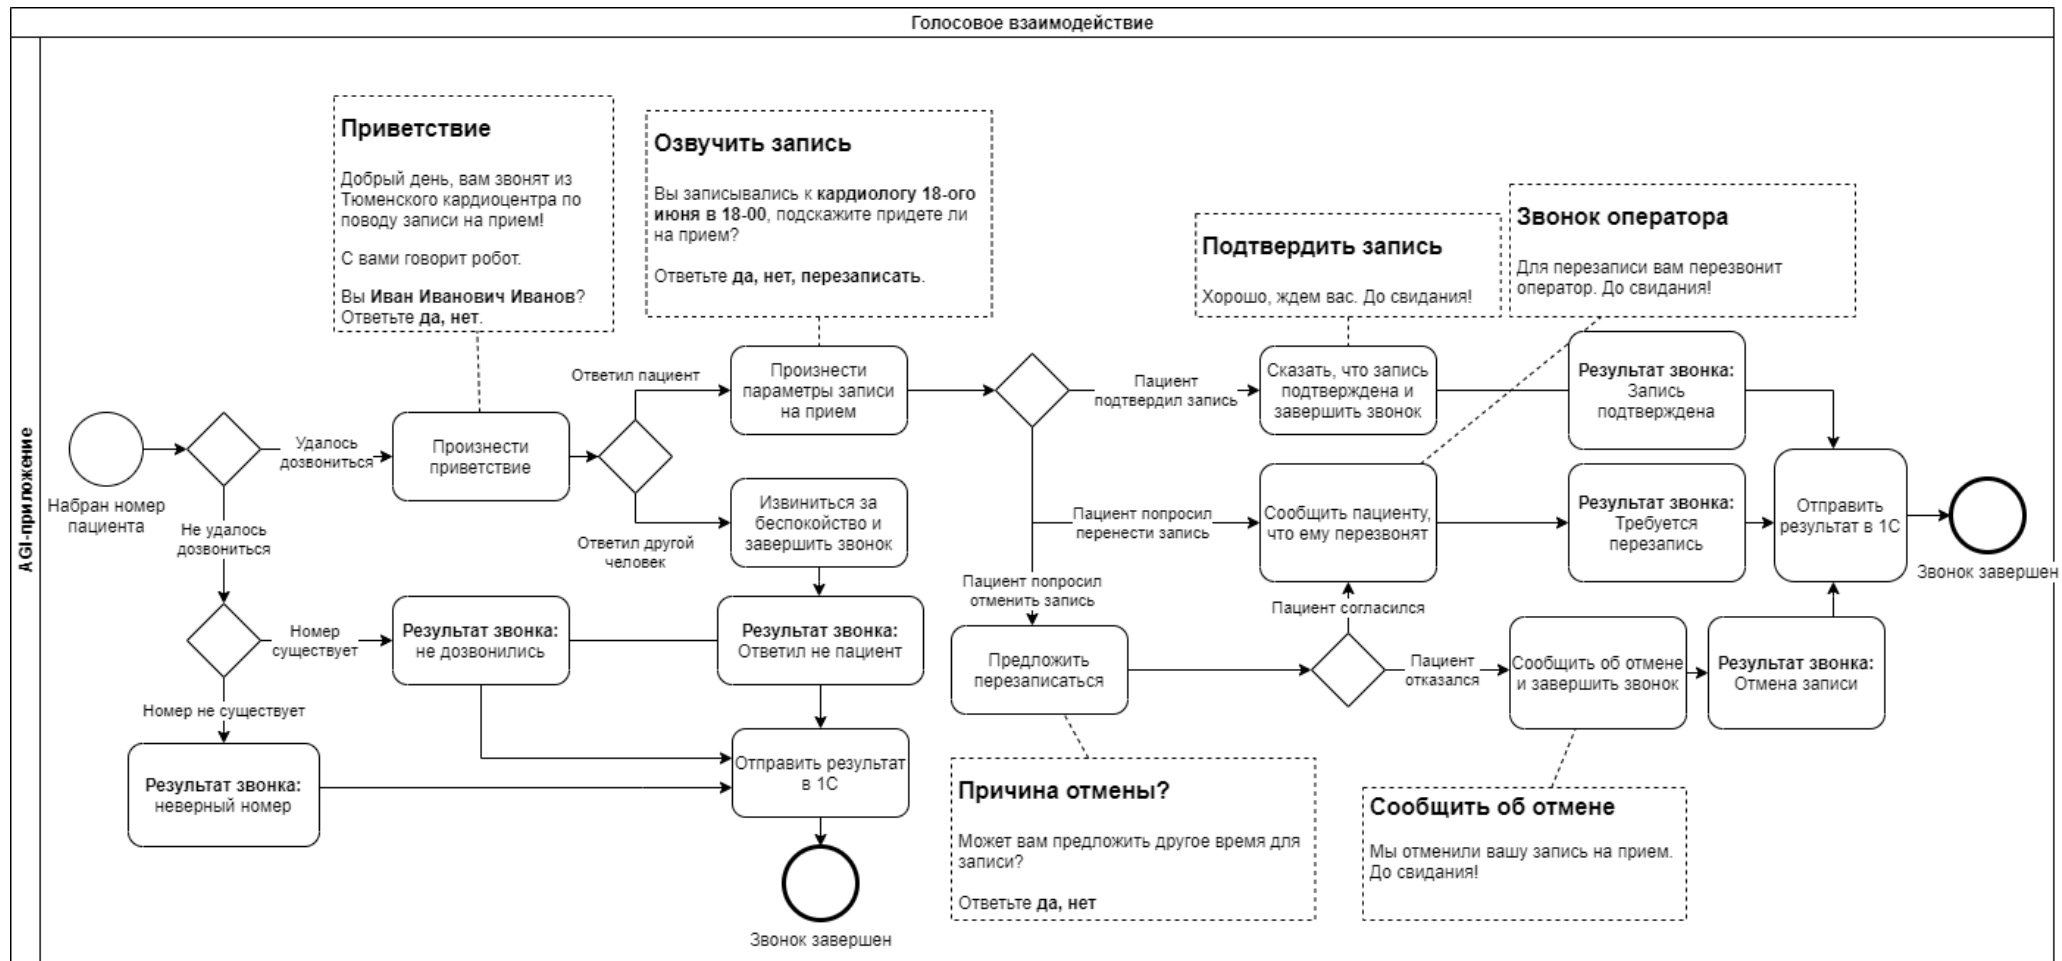 Голосовое взаимодействие
AGI-приложение
Приветствие
Добрый день, вам звонят из
Тюменского кардиоцентра по
поводу записи на прием!
С вами говорит робот.
Вы Иван Иванович Иванов?
Ответьте да, нет.
Озвучить запись
Вы записывались к кардиологу 18-ого
июня в 18-00, подскажите придете ли
на прием?
Ответьте да, нет, перезаписать.
Подтвердить запись
Хорошо, ждем вас. До свидания!
Звонок оператора
Для перезаписи вам перезвонит
оператор. До свидания!
Набран номер
пациента
Удалось
дозвониться
Не удалось
дозвониться
Произнести
приветствие
Ответил пациент
Ответил другой
человек
Произнести
параметры записи
на прием
Извиниться за
беспокойство и
завершить звонок
Пациент
подтвердил запись
Сказать, что запись
подтверждена и
завершить звонок
Результат звонка:
Запись
подтверждена
Пациент попросил
перенести запись
Сообщить пациенту,
что ему перезвонят
Результат звонка:
Требуется
перезапись
Отправить
результат в 1С
Звонок завершен
Пациент попросил
отменить запись
Предложить
перезаписаться
Пациент согласился
Пациент
отказался
Сообщить об отмене
и завершить звонок
Результат звонка:
Отмена записи
Номер
существует
Результат звонка:
не дозвонились
Результат звонка:
Ответил не пациент
Номер не существует
Результат звонка:
неверный номер
Отправить результат
в 1С
Звонок завершен
Причина отмены?
Может вам предложить другое время для
записи?
Ответьте да, нет
Сообщить об отмене
Мы отменили вашу запись на прием.
До свидания!